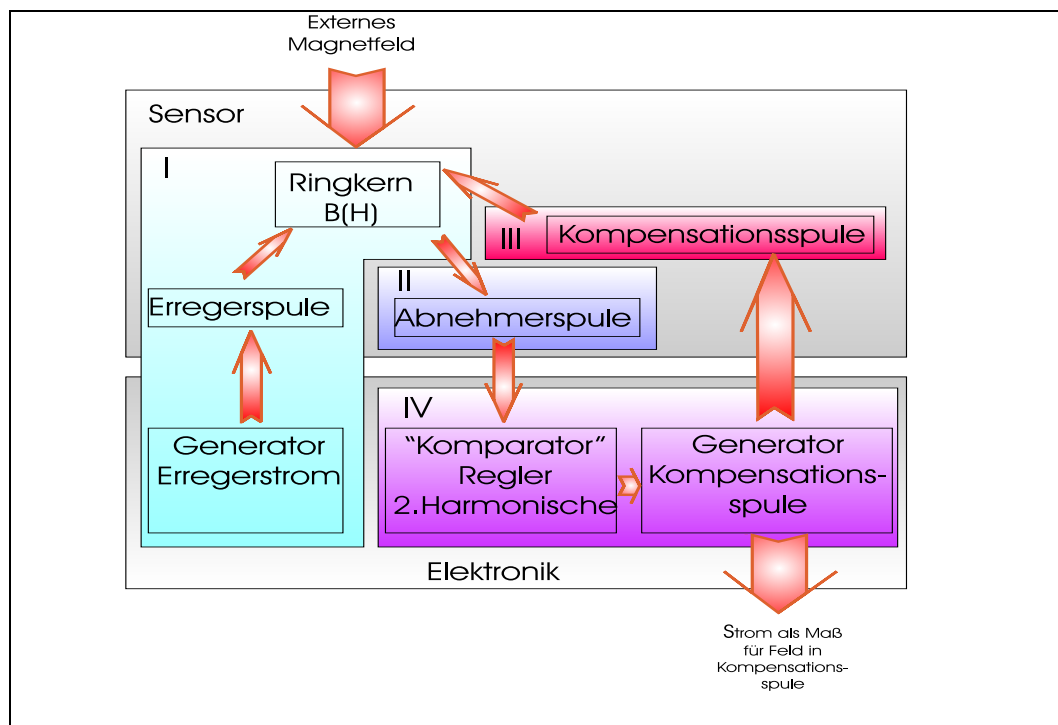 Externes
Magnetfeld
Sensor
I
Ringkern
B(H)
III
Kompensationsspule
II
Erregerspule
Abnehmerspule
IV
Generator
Erregerstrom
"Komparator"
Regler
2.Harmonische
Generator
Kompensations-
spule
Elektronik
Strom als Maß
für Feld in
Kompensations-
spule